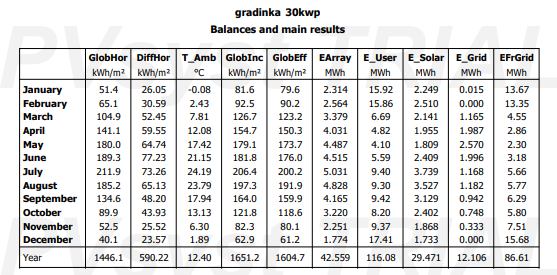 gradinka 30kwp
Balances and main results
GlobHor DiffHor T_Amb GlobInc GlobEff EArray E_User E_Solar E_Grid EFrGrid
kWh/m² kWh/m² °C kWh/m² kWh/m² MWh MWh MWh MWh MWh
January 51.4 26.05 -0.08 81.6 79.6 2.314 15.92 2.249 0.015 13.67
February 65.1 30.59 2.43 92.5 90.2 2.564 15.86 2.510 0.000 13.35
March 104.9 52.45 7.81 126.7 123.2 3.379 6.69 2.141 1.165 4.55
April 141.1 59.55 12.08 154.7 150.3 4.031 4.82 1.955 1.987 2.86
May 180.0 64.74 17.42 179.1 173.7 4.487 4.10 1.809 2.570 2.30
June 189.3 77.23 21.15 181.8 176.0 4.515 5.59 2.409 1.996 3.18
July 211.9 73.26 24.19 206.4 200.2 5.031 9.40 3.739 1.168 5.66
August 185.2 65.13 23.79 197.3 191.9 4.828 9.30 3.527 1.182 5.77
September 134.6 48.20 17.94 164.0 159.9 4.165 9.42 3.129 0.942 6.29
October 89.9 43.93 13.13 121.8 118.6 3.220 8.20 2.402 0.748 5.80
November 52.5 25.52 6.30 82.3 80.1 2.251 9.37 1.868 0.333 7.51
December 40.1 23.57 1.89 62.9 61.2 1.774 17.41 1.733 0.000 15.68
Year 1446.1 590.22 12.40 1651.2 1604.7 42.559 116.08 29.471 12.106 86.61